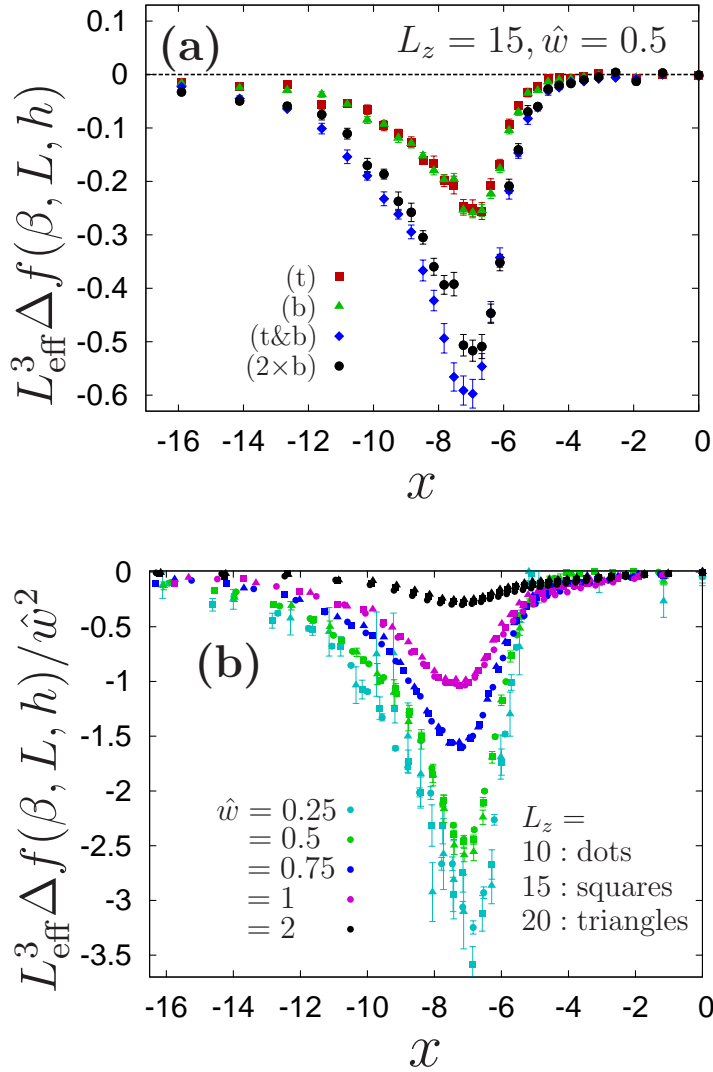 (a)
L_z = 15, ŵ = 0.5
0.1
0
-0.1
-0.2
-0.3
-0.4
-0.5
-0.6
L³_eff Δf(β, L, h)
(t)
(b)
(t&b)
(2×b)
-16 -14 -12 -10 -8 -6 -4 -2 0
x
(b)
0
-0.5
-1
-1.5
-2
-2.5
-3
-3.5
L³_eff Δf(β, L, h)/ŵ²
ŵ = 0.25
= 0.5
= 0.75
= 1
= 2
L_z =
10 : dots
15 : squares
20 : triangles
-16 -14 -12 -10 -8 -6 -4 -2 0
x